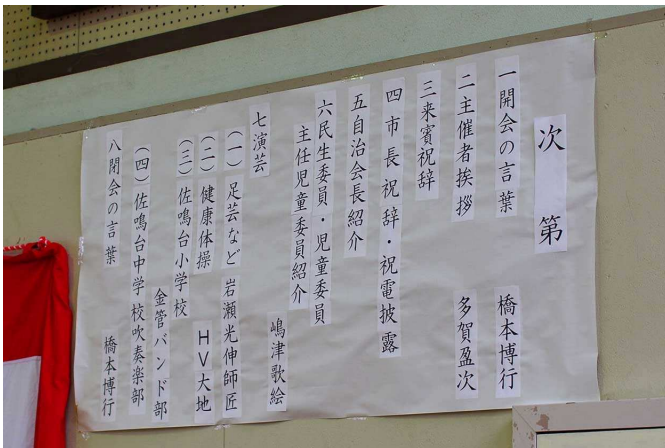 次第
一開会の言葉 橋本博行
二主催者挨拶 多賀盈次
三来賓祝辞
四市長祝辞・祝電披露
五自治会長紹介
六民生委員・児童委員
主任児童委員紹介
七演芸 嶋津歌絵
(一)足芸など 岩瀬光伸師匠
(二)健康体操 HV大地
(三)佐鳴台小学校
金管バンド部
(四)佐鳴台中学校吹奏楽部
八閉会の言葉 橋本博行